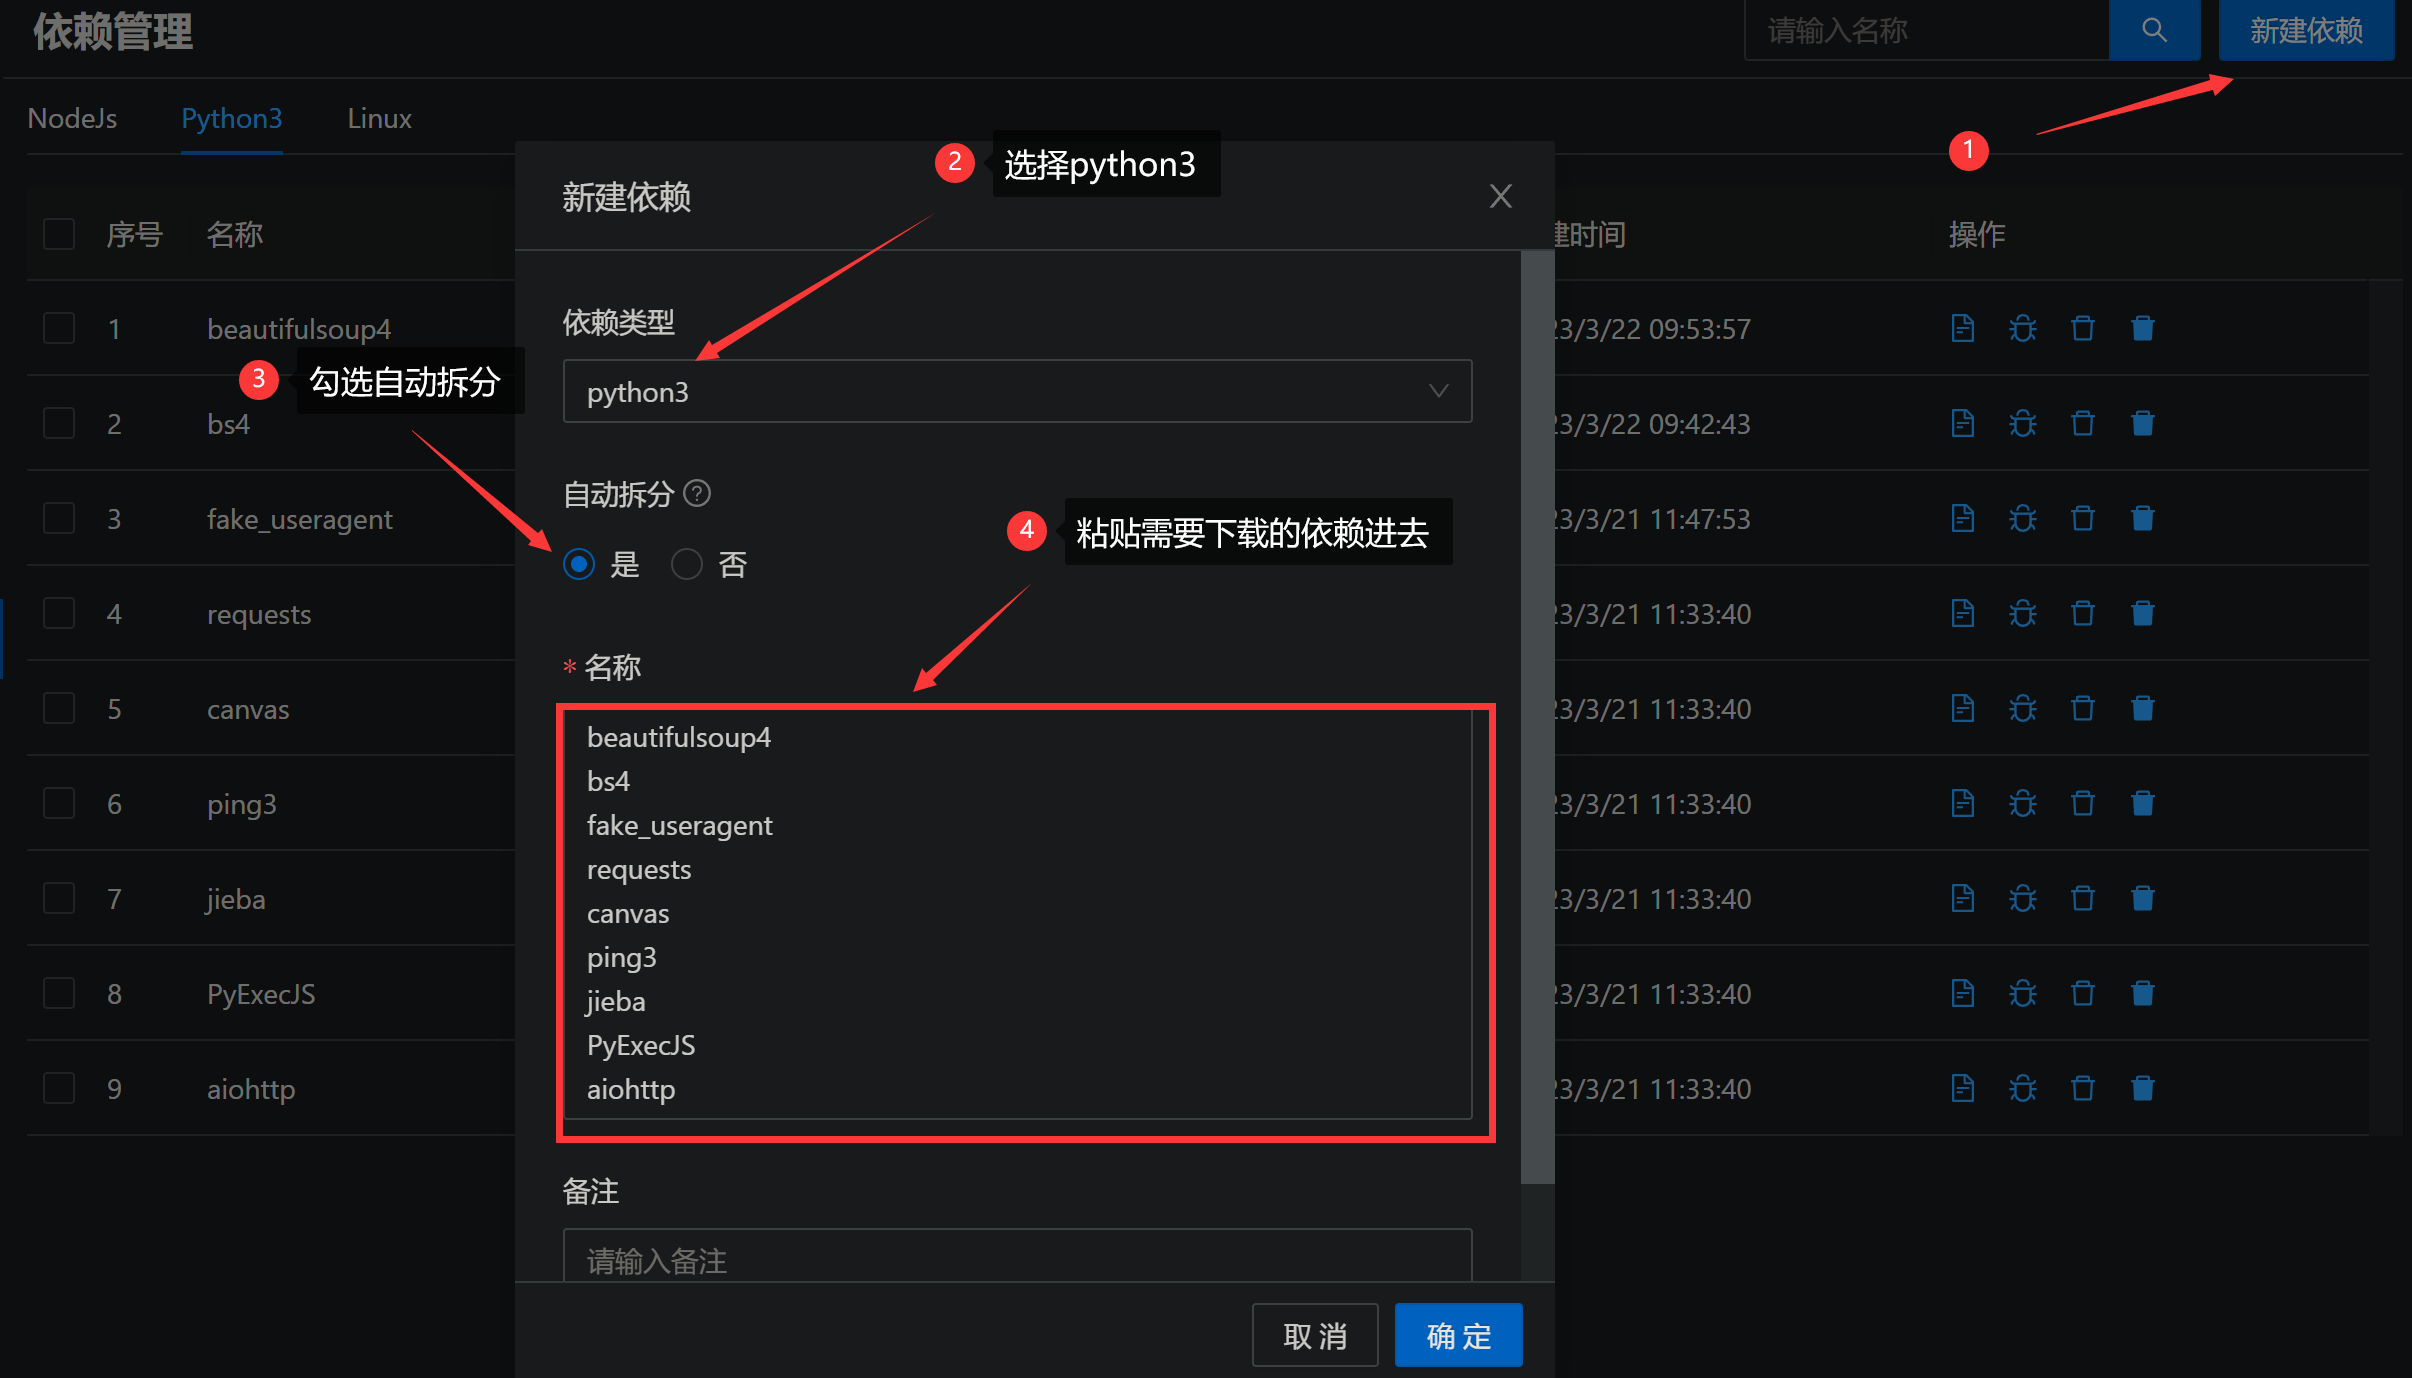 依赖管理
请输入名称
新建依赖
NodeJs Python3 Linux
1
2 选择python3
新建依赖
序号 名称
建时间 操作
依赖类型
python3
1 beautifulsoup4 23/3/22 09:53:57
3 勾选自动拆分
2 bs4 23/3/22 09:42:43
自动拆分
4 粘贴需要下载的依赖进去
3 fake_useragent 23/3/21 11:47:53
是 否
4 requests 23/3/21 11:33:40
* 名称
5 canvas 23/3/21 11:33:40
6 ping3 23/3/21 11:33:40
7 jieba 23/3/21 11:33:40
8 PyExecJS 23/3/21 11:33:40
9 aiohttp 23/3/21 11:33:40
beautifulsoup4
bs4
fake_useragent
requests
canvas
ping3
jieba
PyExecJS
aiohttp
备注
请输入备注
取 消 确 定